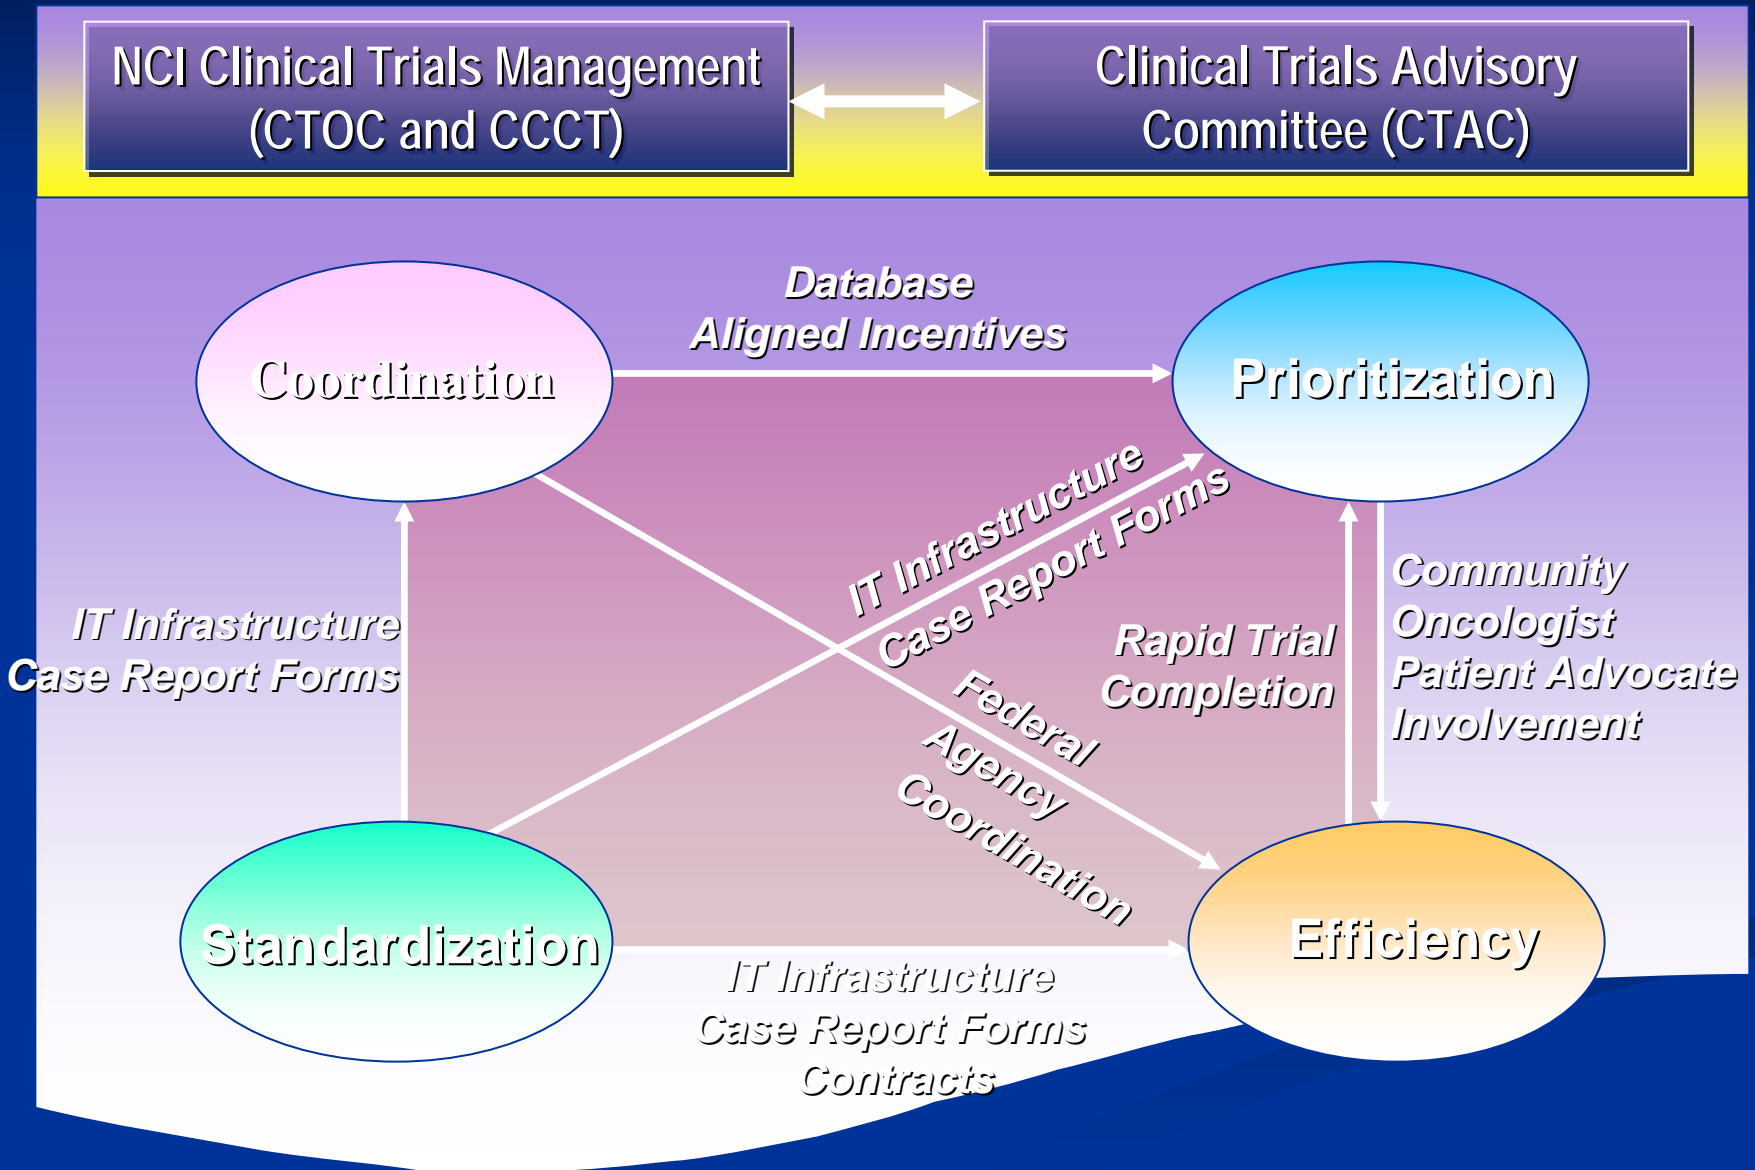 NCI Clinical Trials Management
(CTOC and CCCT)
Clinical Trials Advisory
Committee (CTAC)
Database
Aligned Incentives
Coordination
Prioritization
IT Infrastructure
Case Report Forms
IT Infrastructure
Case Report Forms
Rapid Trial
Completion
Community
Oncologist
Patient Advocate
Involvement
Federal
Agency
Coordination
Standardization
Efficiency
IT Infrastructure
Case Report Forms
Contracts